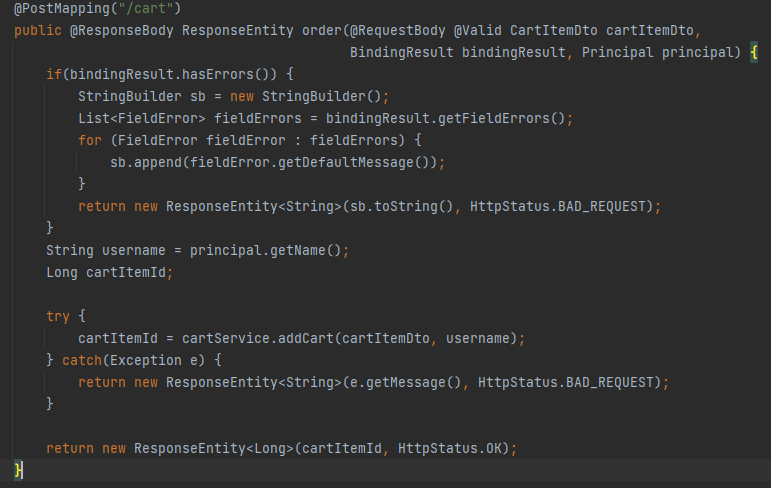 @PostMapping("/cart")
public @ResponseBody ResponseEntity order(@RequestBody @Valid CartItemDto cartItemDto,
                                          BindingResult bindingResult, Principal principal) {
    if(bindingResult.hasErrors()) {
        StringBuilder sb = new StringBuilder();
        List<FieldError> fieldErrors = bindingResult.getFieldErrors();
        for (FieldError fieldError : fieldErrors) {
            sb.append(fieldError.getDefaultMessage());
        }
        return new ResponseEntity<String>(sb.toString(), HttpStatus.BAD_REQUEST);
    }
    String username = principal.getName();
    Long cartItemId;

    try {
        cartItemId = cartService.addCart(cartItemDto, username);
    } catch(Exception e) {
        return new ResponseEntity<String>(e.getMessage(), HttpStatus.BAD_REQUEST);
    }

    return new ResponseEntity<Long>(cartItemId, HttpStatus.OK);
}